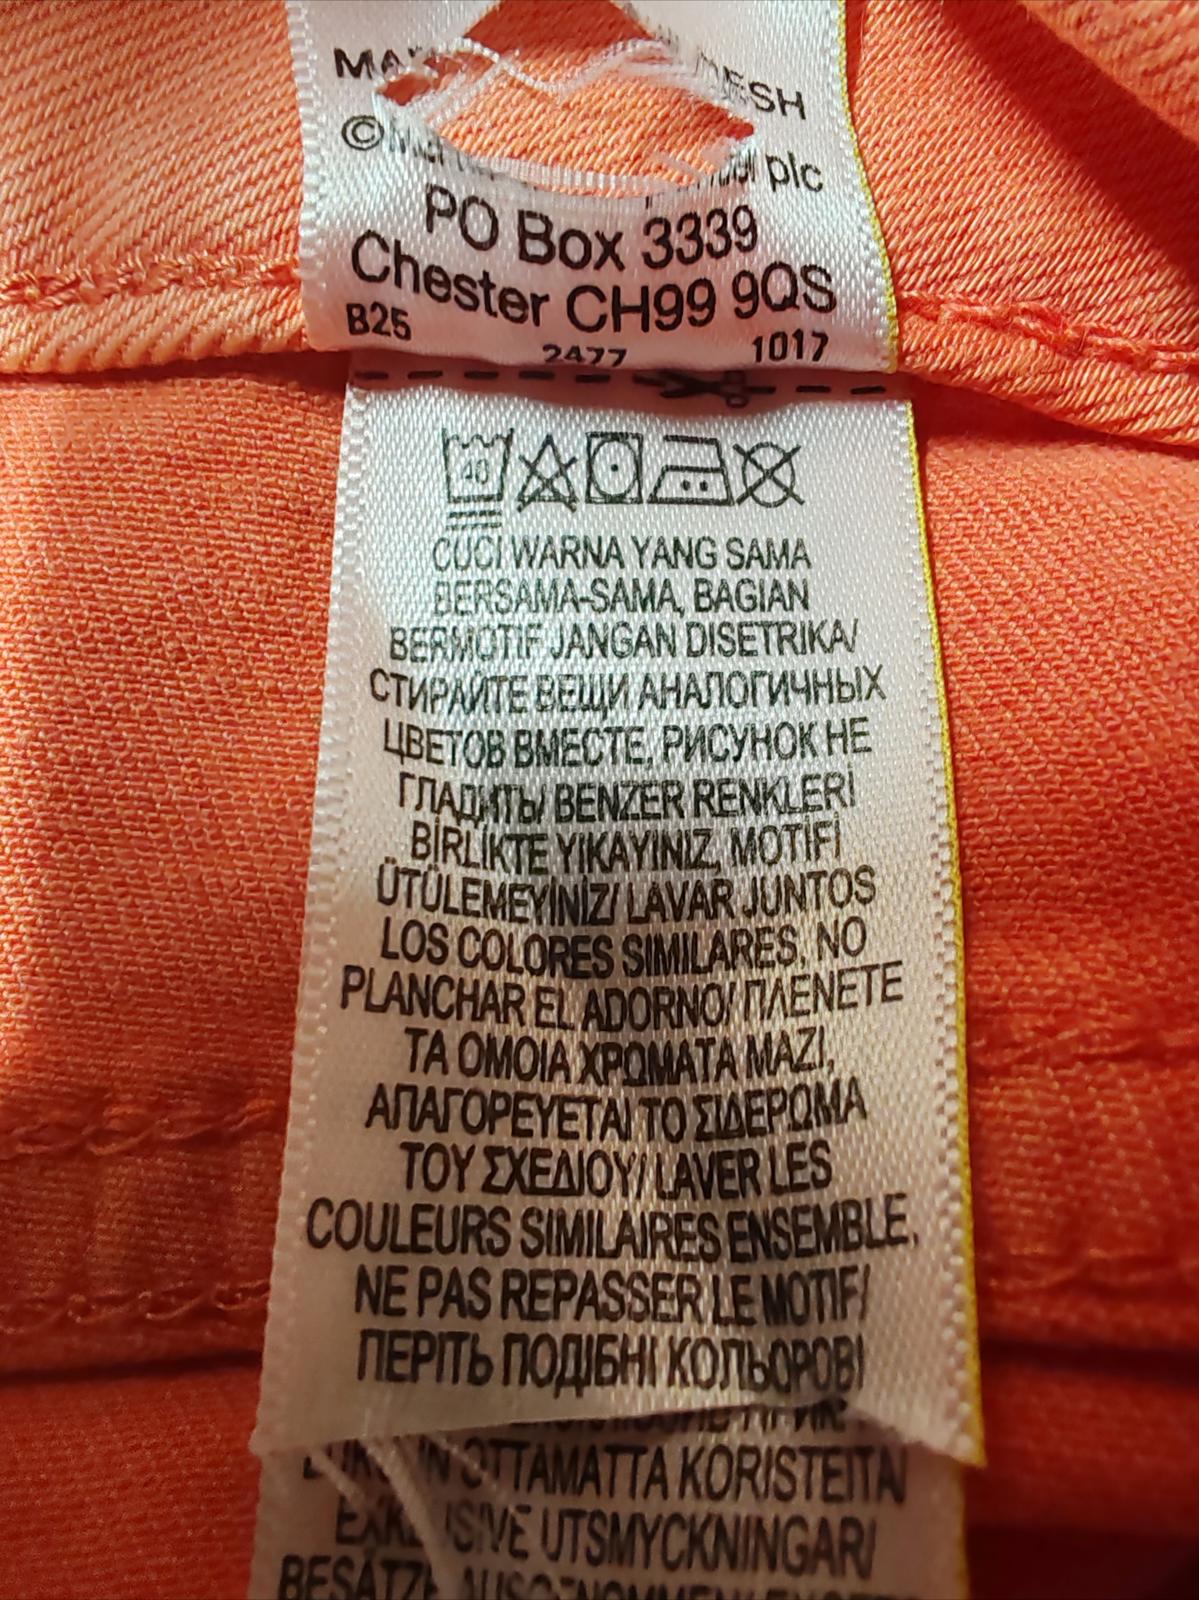 ESH
© plc
PO Box 3339
Chester CH99 9QS
B25 2477 1017
40
CUCI WARNA YANG SAMA
BERSAMA-SAMA, BAGIAN
BERMOTIF JANGAN DISETRIKA/
СТИРАЙТЕ ВЕЩИ АНАЛОГИЧНЫХ
ЦВЕТОВ ВМЕСТЕ, РИСУНОК НЕ
ГЛАДИТЬ/ BENZER RENKLERİ
BİRLİKTE YIKAYINIZ, MOTİFİ
ÜTÜLEMEYİNİZ/ LAVAR JUNTOS
LOS COLORES SIMILARES, NO
PLANCHAR EL ADORNO/ ΠΛΕΝΕΤΕ
ΤΑ ΟΜΟΙΑ ΧΡΩΜΑΤΑ ΜΑΖΙ,
ΑΠΑΓΟΡΕΥΕΤΑΙ ΤΟ ΣΙΔΕΡΩΜΑ
ΤΟΥ ΣΧΕΔΙΟΥ/ LAVER LES
COULEURS SIMILAIRES ENSEMBLE,
NE PAS REPASSER LE MOTIF/
ПЕРІТЬ ПОДІБНІ КОЛЬОРОВІ
OTTAMATTA KORISTEITA/
UTSMYCKNINGAR/